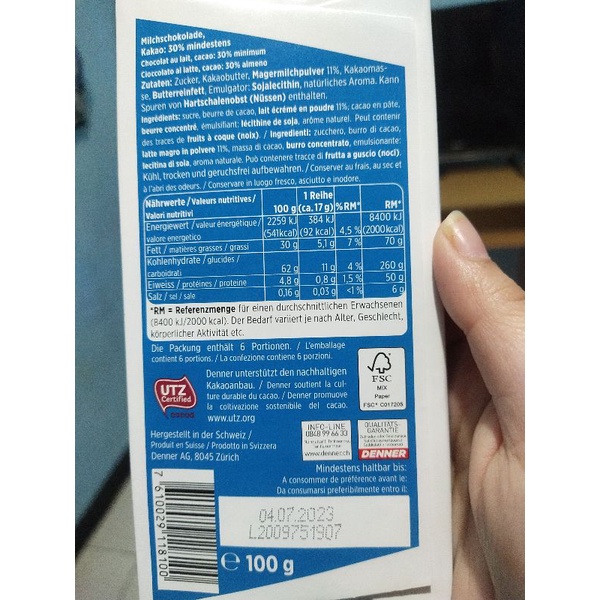 Milchschokolade,
Kakao: 30% mindestens
Chocolat au lait, cacao: 30% minimum
Cioccolato al latte, cacao: 30% almeno
Zutaten: Zucker, Kakaobutter, Magermilchpulver 11%, Kakaomas-
se, Butterreinfett, Emulgator: Sojalecithin, natürliches Aroma. Kann
Spuren von Hartschalenobst (Nüssen) enthalten.
Ingrédients: sucre, beurre de cacao, lait écrémé en poudre 11%, cacao en pâte,
beurre concentré, émulsifiant: lécithine de soja, arôme naturel. Peut contenir
des traces de fruits à coque (noix). / Ingredienti: zucchero, burro di cacao,
latte magro in polvere 11%, massa di cacao, burro concentrato, emulsionante:
lecitina di soia, aroma naturale. Può contenere tracce di frutta a guscio (noci).
Kühl, trocken und geruchsfrei aufbewahren. / Conserver au frais, au sec et
à l'abri des odeurs. / Conservare in luogo fresco, asciutto e inodore.
Nährwerte / Valeurs nutritives / Valori nutritivi 100 g 1 Reihe (ca. 17 g) %RM* RM*
Energiewert / valeur énergétique / valore energetico 2259 kJ (541kcal) 384 kJ (92 kcal) 4,5 % 8400 kJ (2000kcal)
Fett / matières grasses / grassi 30 g 5,1 g 7 % 70 g
Kohlenhydrate / glucides / carboidrati 62 g 11 g 4 % 260 g
Eiweiss / protéines / proteine 4,8 g 0,8 g 1,5 % 50 g
Salz / sel / sale 0,16 g 0,03 g <1 % 6 g
*RM = Referenzmenge für einen durchschnittlichen Erwachsenen
(8400 kJ/2000 kcal). Der Bedarf variiert je nach Alter, Geschlecht,
körperlicher Aktivität etc.
Die Packung enthält 6 Portionen. / L'emballage
contient 6 portions. / La confezione contiene 6 porzioni.
UTZ
Certified
cacao
Denner unterstützt den nachhaltigen
Kakaoanbau. / Denner soutient la cul-
ture durable du cacao. / Denner promuove
la coltivazione sostenibile del cacao.
www.utz.org
FSC
MIX
Paper
FSC® C017205
Hergestellt in der Schweiz /
Produit en Suisse / Prodotto in Svizzera
Denner AG, 8045 Zürich
INFO-LINE
0848 99 66 33
www.denner.ch
QUALITÄTS-
GARANTIE
DENNER
Mindestens haltbar bis:
A consommer de préférence avant le:
Da consumarsi preferibilmente entro il:
04.07.2023
L2009751907
7 610029 118100
e 100 g